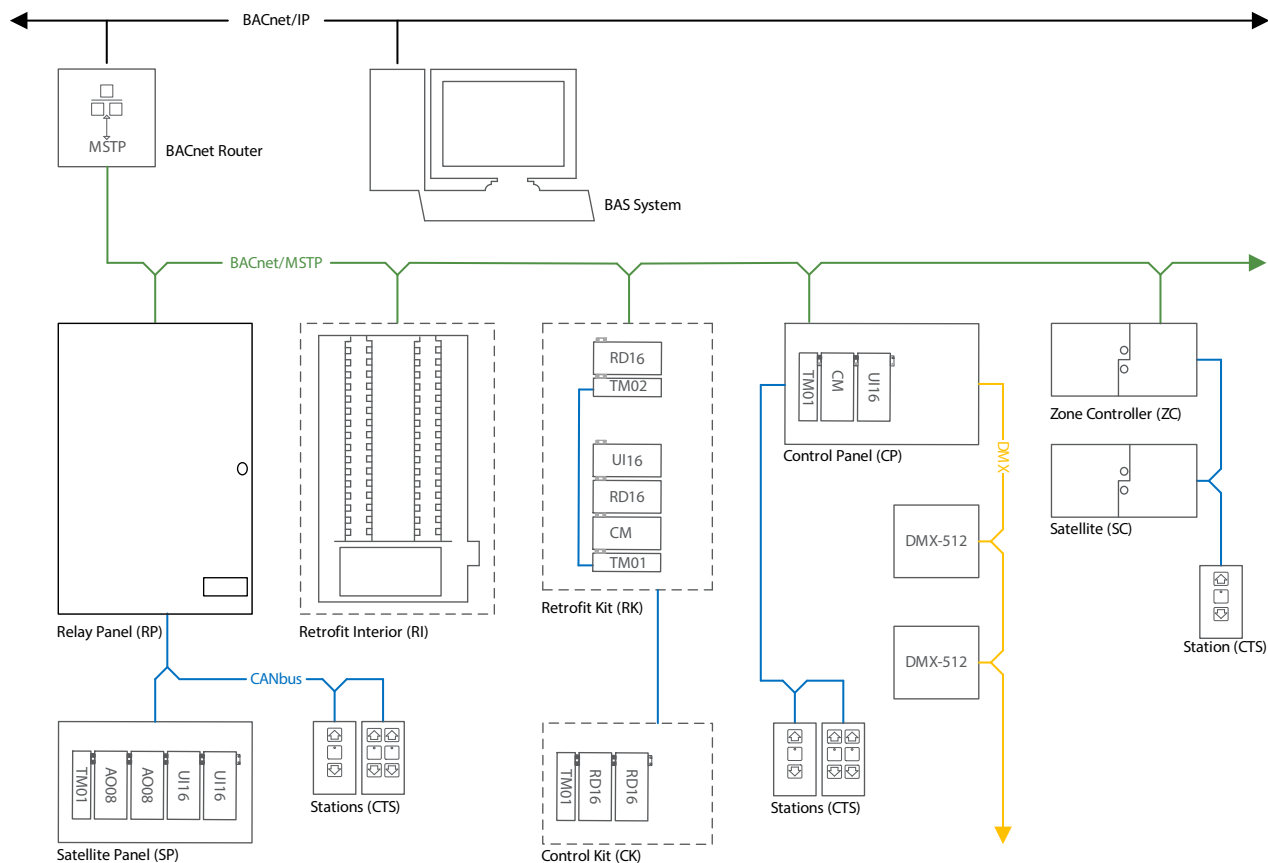 BACnet/IP
MSTP
BACnet Router
BAS System
BACnet/MSTP
Relay Panel (RP)
Retrofit Interior (RI)
RD16
TM02
UI16
RD16
CM
TM01
Retrofit Kit (RK)
TM01
CM
UI16
Control Panel (CP)
DMX
DMX-512
DMX-512
Zone Controller (ZC)
Satellite (SC)
Station (CTS)
CANbus
TM01
AO08
AO08
UI16
UI16
Satellite Panel (SP)
Stations (CTS)
TM01
RD16
RD16
Control Kit (CK)
Stations (CTS)